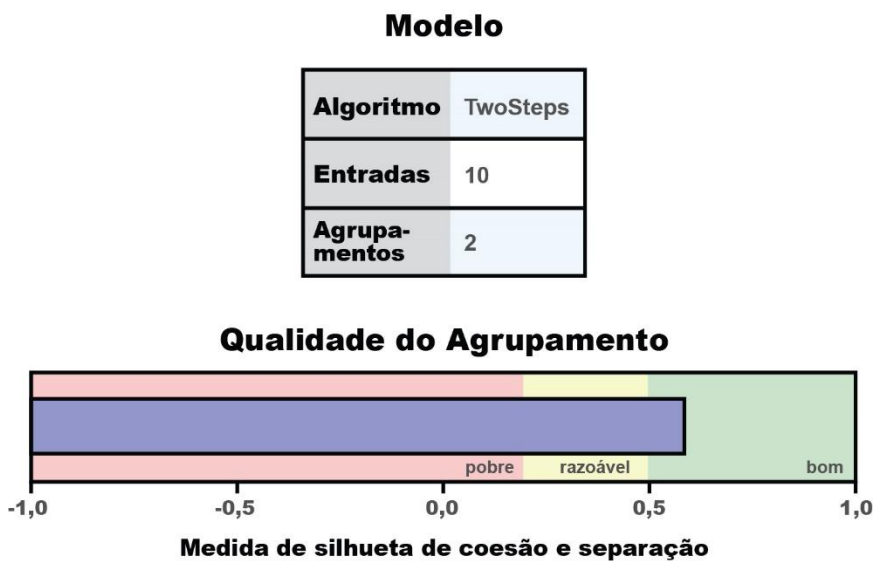 Modelo
Algoritmo TwoSteps
Entradas 10
Agrupa-
mentos 2
Qualidade do Agrupamento
pobre razoável bom
-1,0 -0,5 0,0 0,5 1,0
Medida de silhueta de coesão e separação